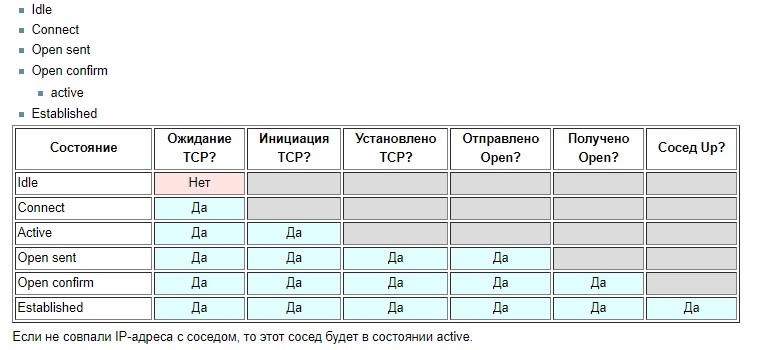 Idle
Connect
Open sent
Open confirm
active
Established
Состояние Ожидание TCP? Инициация TCP? Установлено TCP? Отправлено Open? Получено Open? Сосед Up?
Idle Нет
Connect Да
Active Да Да
Open sent Да Да Да Да
Open confirm Да Да Да Да Да
Established Да Да Да Да Да Да
Если не совпали IP-адреса с соседом, то этот сосед будет в состоянии active.